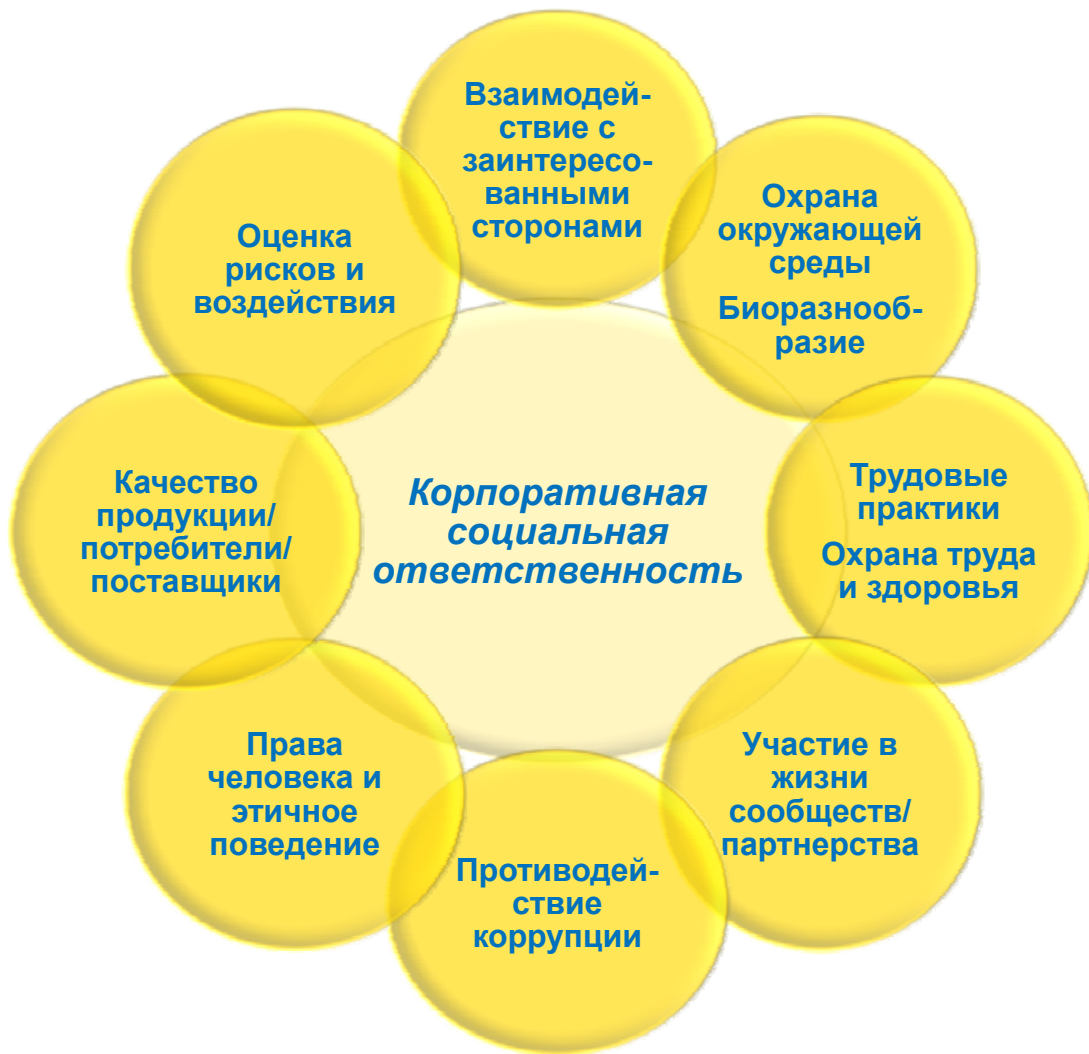 Взаимодей-
ствие с
заинтересо-
ванными
сторонами
Охрана
окружающей
среды
Биоразнооб-
разие
Трудовые
практики
Охрана труда
и здоровья
Участие в
жизни
сообществ/
партнерства
Противодей-
ствие
коррупции
Права
человека и
этичное
поведение
Качество
продукции/
потребители/
поставщики
Оценка
рисков и
воздействия
Корпоративная
социальная
ответственность